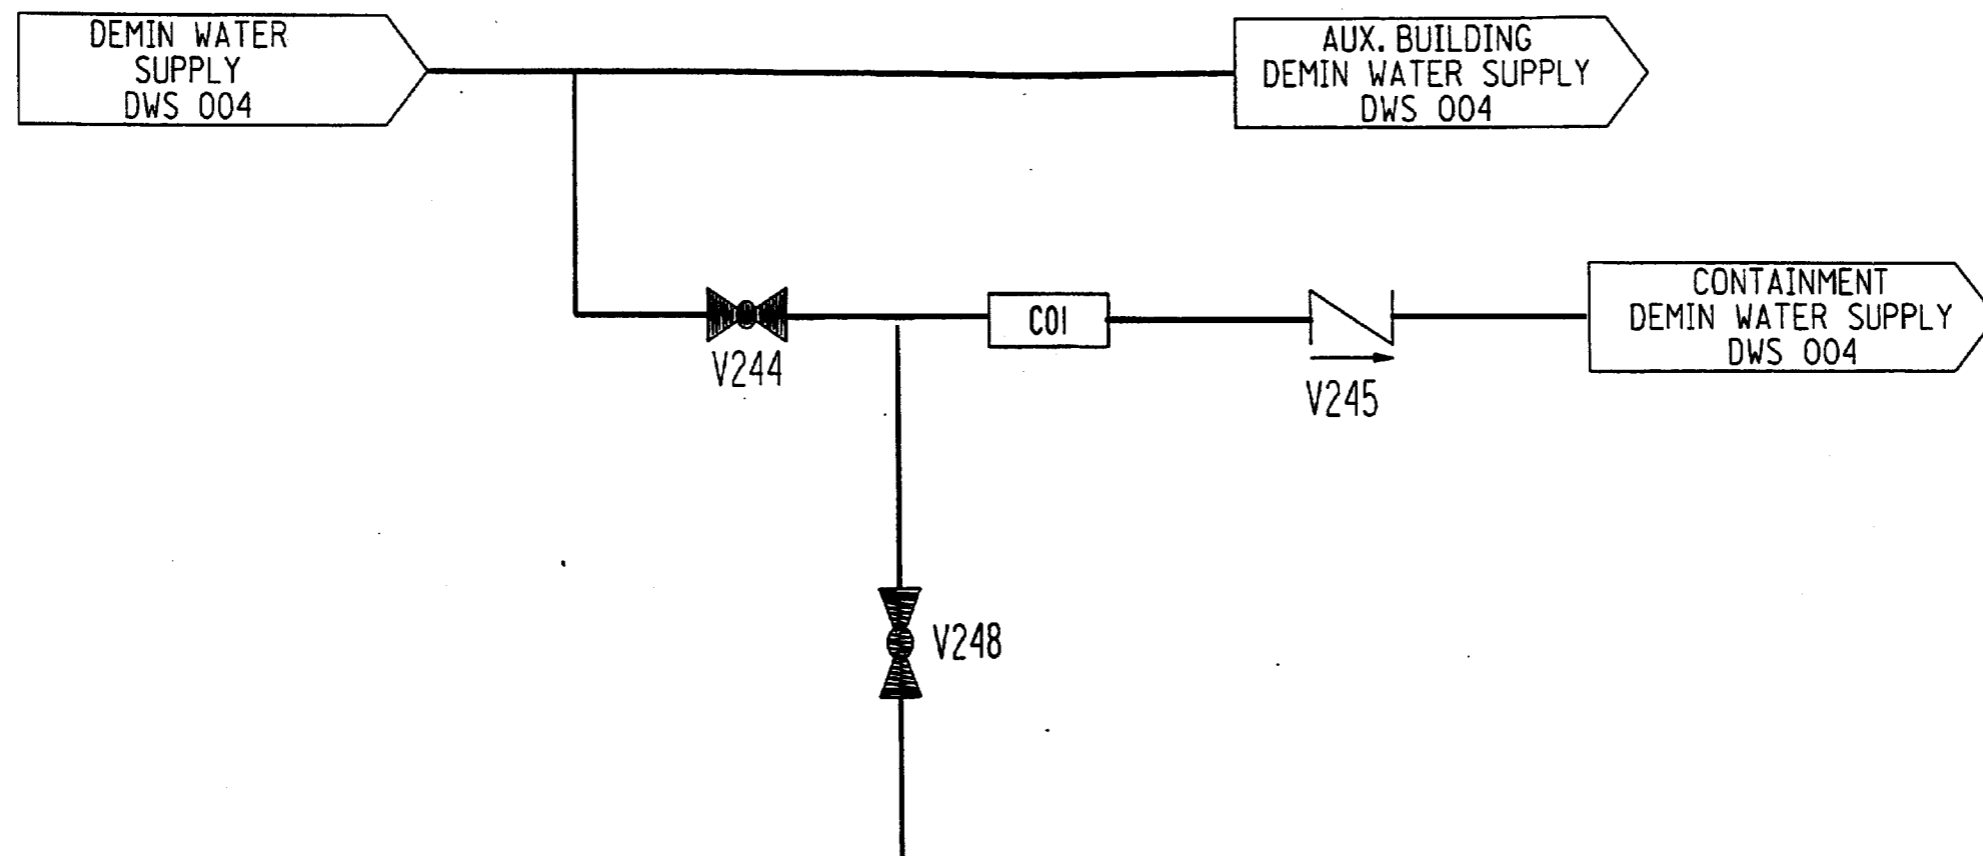 DEMIN WATER
SUPPLY
DWS 004
AUX. BUILDING
DEMIN WATER SUPPLY
DWS 004
CONTAINMENT
DEMIN WATER SUPPLY
DWS 004
V244
C01
V245
V248